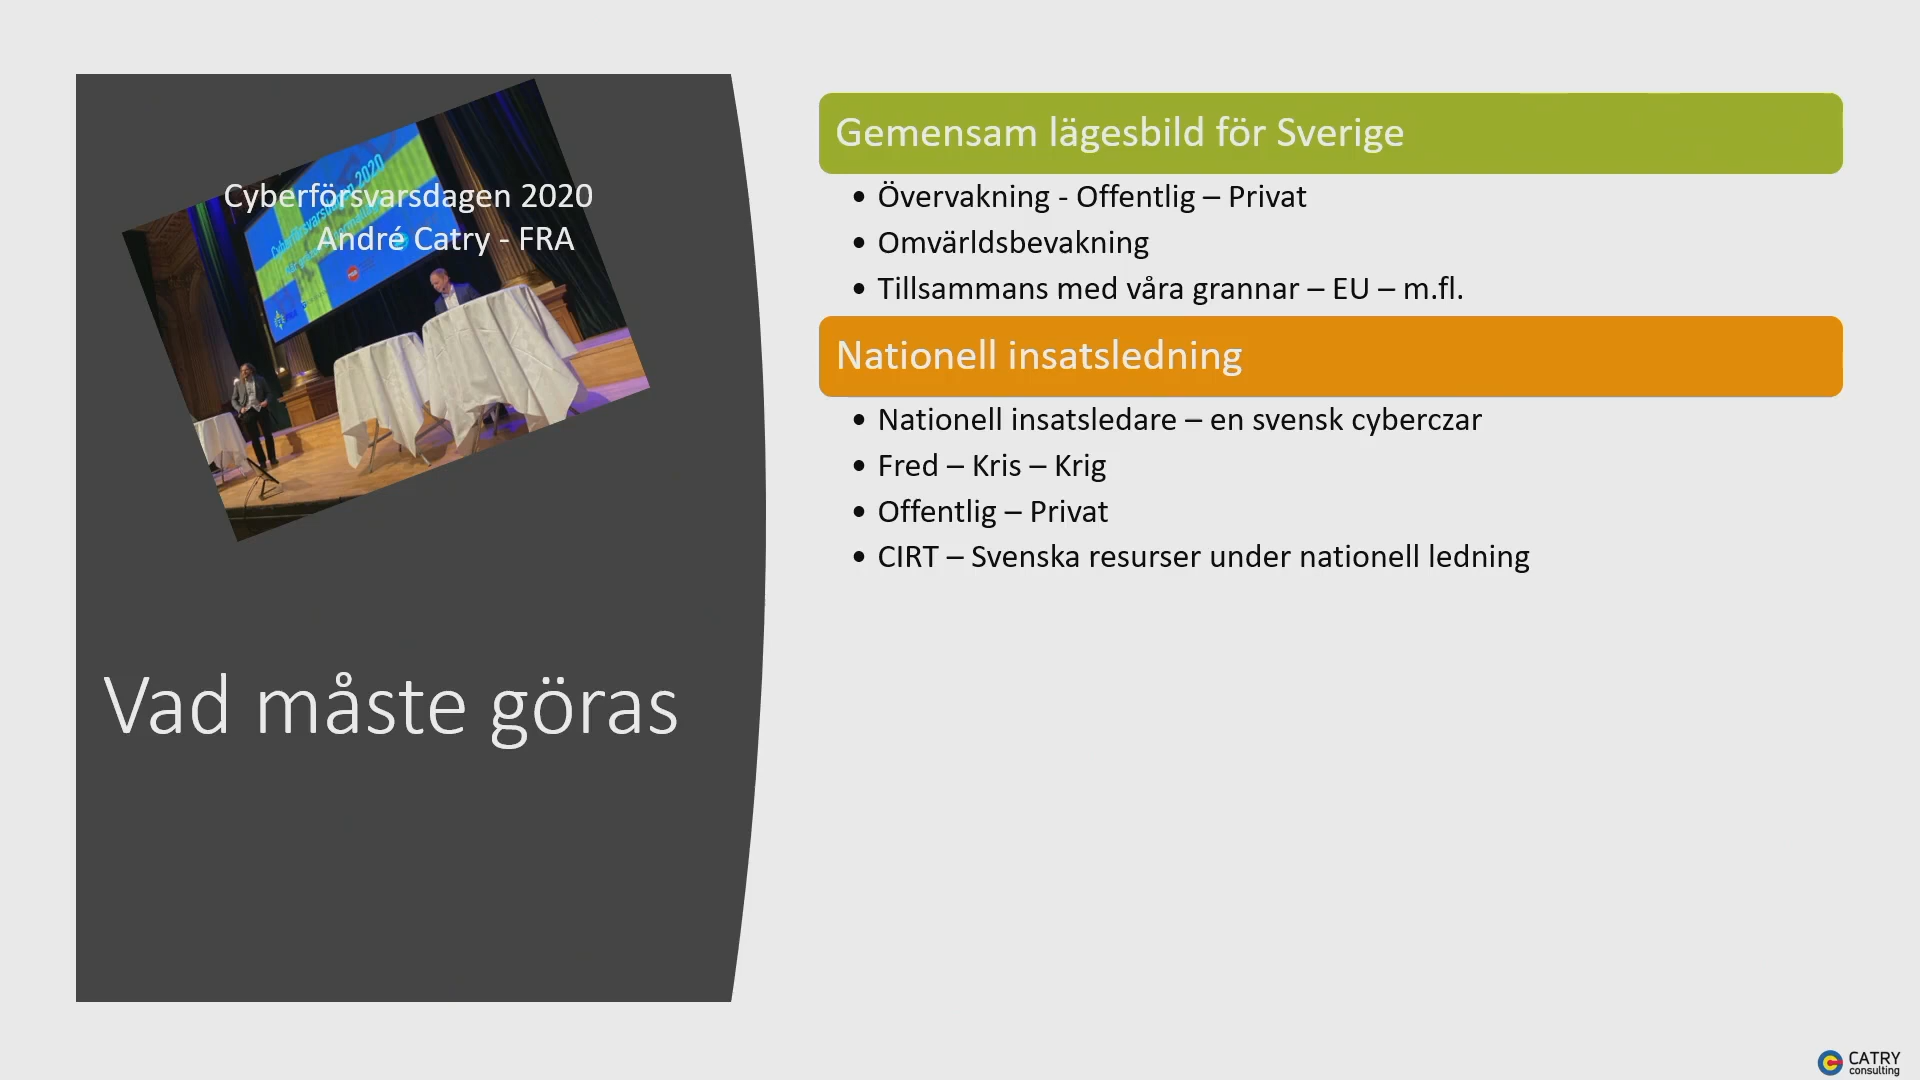 Cyberförsvarsdagen 2020
André Catry - FRA
Cyberförsvarsdagen 2020
Vad måste göras
Gemensam lägesbild för Sverige
• Övervakning - Offentlig – Privat
• Omvärldsbevakning
• Tillsammans med våra grannar – EU – m.fl.
Nationell insatsledning
• Nationell insatsledare – en svensk cyberczar
• Fred – Kris – Krig
• Offentlig – Privat
• CIRT – Svenska resurser under nationell ledning
CATRY
consulting